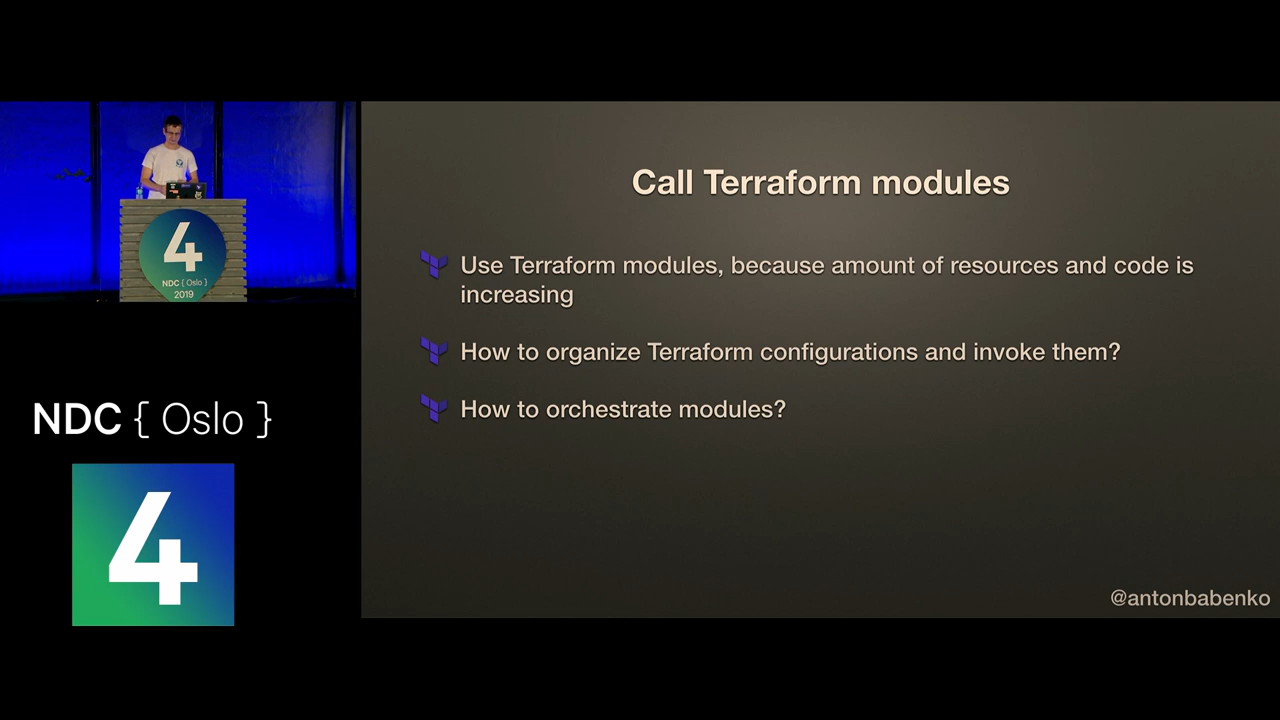 4
NDC { Oslo }
2019
NDC { Oslo }
4
Call Terraform modules
Use Terraform modules, because amount of resources and code is
increasing
How to organize Terraform configurations and invoke them?
How to orchestrate modules?
@antonbabenko